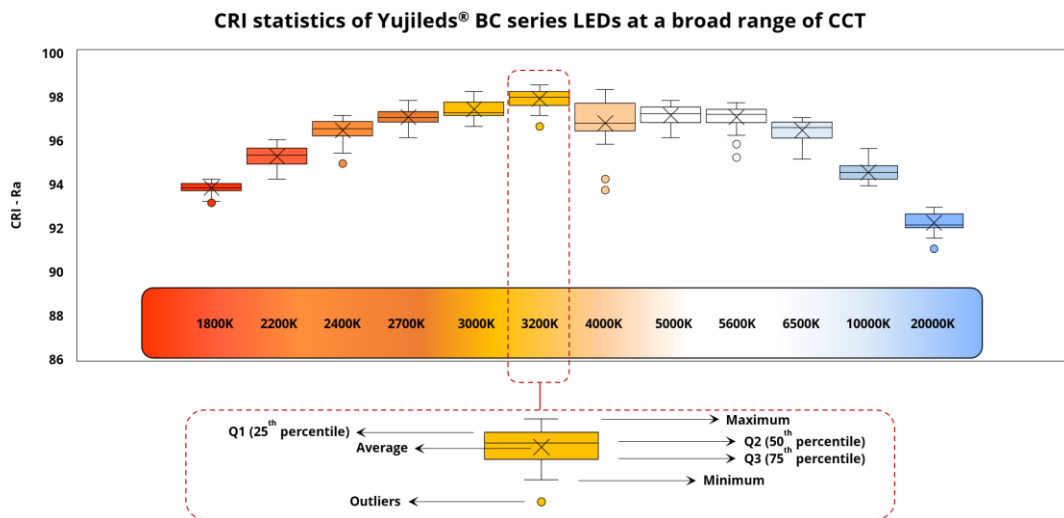 CRI statistics of Yujileds® BC series LEDs at a broad range of CCT
100
98
96
94
92
90
88
86
CRI - Ra
1800K 2200K 2400K 2700K 3000K 3200K 4000K 5000K 5600K 6500K 10000K 20000K
Maximum
Q1 (25th percentile)
Q2 (50th percentile)
Average
Q3 (75th percentile)
Minimum
Outliers